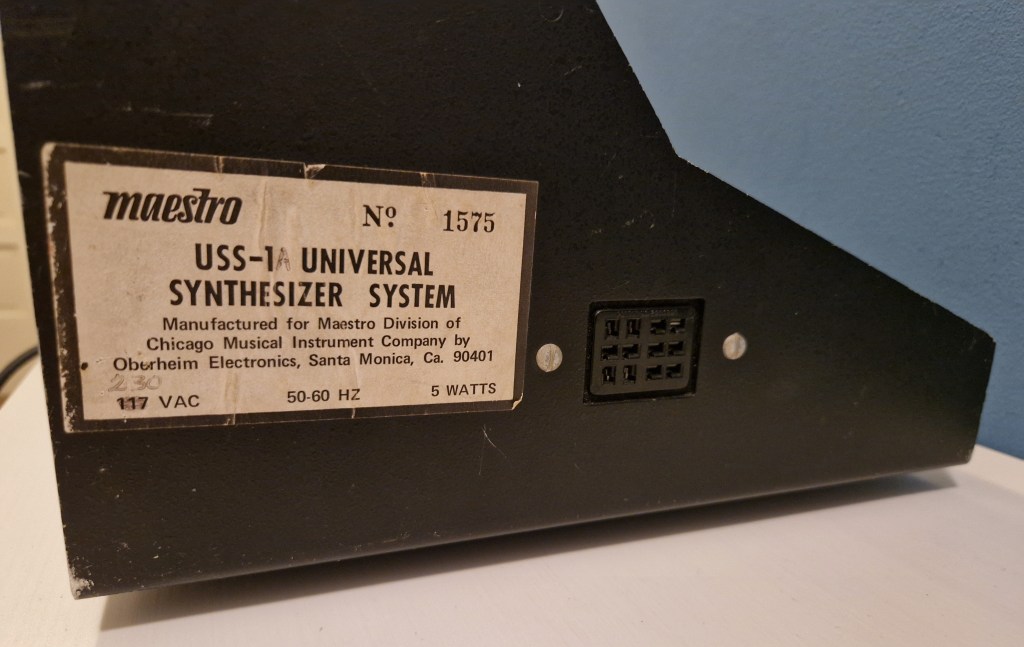 maestro
Nº 1575
USS-1A UNIVERSAL
SYNTHESIZER SYSTEM
Manufactured for Maestro Division of
Chicago Musical Instrument Company by
Oberheim Electronics, Santa Monica, Ca. 90401
230
117 VAC 50-60 HZ 5 WATTS